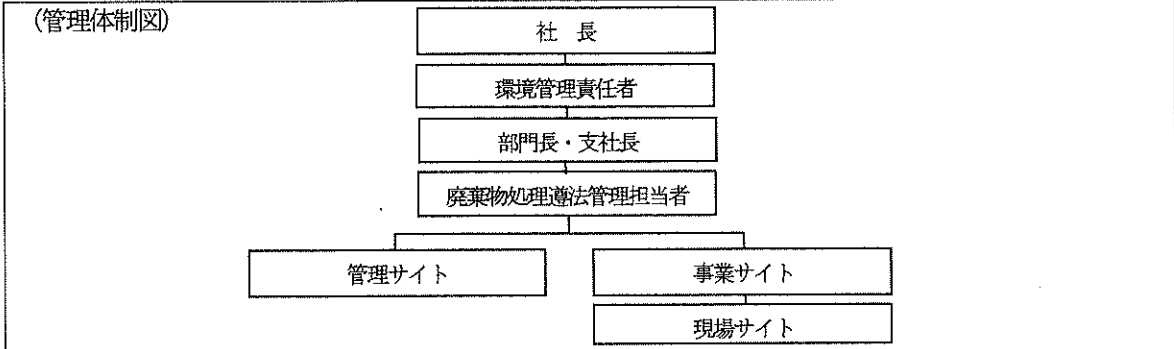 (管理体制図)
社 長
環境管理責任者
部門長・支社長
廃棄物処理遵法管理担当者
管理サイト
事業サイト
現場サイト